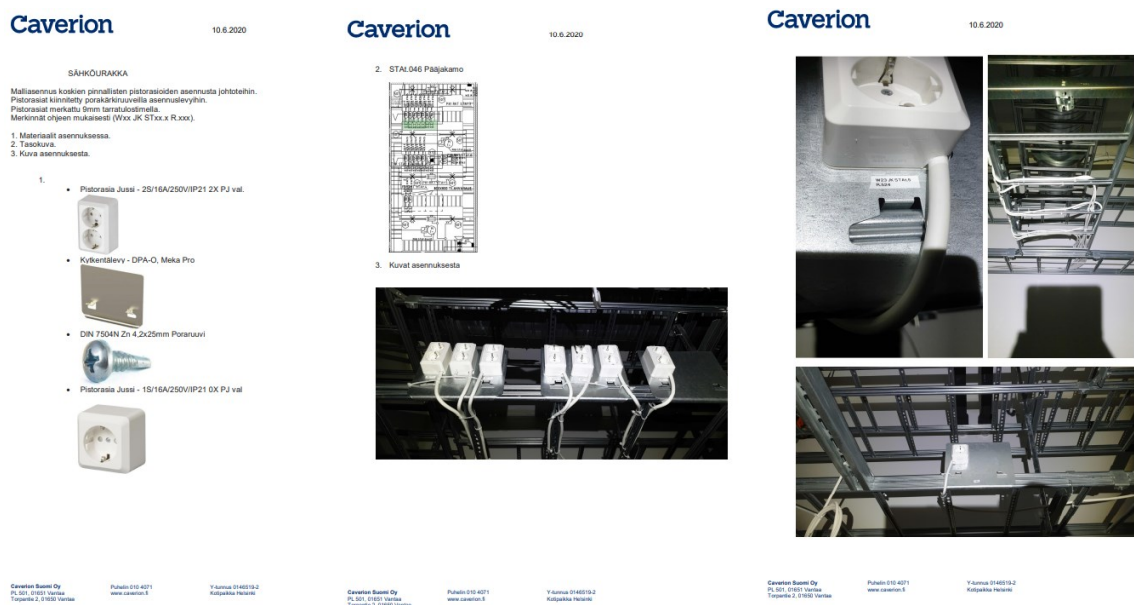 Caverion
10.6.2020
SÄHKÖURAKKA
Malliasennus koskien pinnallisten pistorasioiden asennusta johtoteihin.
Pistorasiat kiinnitetty porakärkiruuveilla asennuslevyihin.
Pistorasiat merkattu 9mm tarratulostimella.
Merkinnät ohjeen mukaisesti (Wxx JK STxx.x R.xxx).
1. Materiaalit asennuksessa.
2. Tasokuva.
3. Kuva asennuksesta.
1.
• Pistorasia Jussi - 2S/16A/250V/IP21 2X PJ val.
• Kytkentälevy - DPA-O, Meka Pro
• DIN 7504N Zn 4,2x25mm Poraruuvi
• Pistorasia Jussi - 1S/16A/250V/IP21 0X PJ val
Caverion Suomi Oy
PL 501, 01651 Vantaa
Torpantie 2, 01650 Vantaa
Puhelin 010 4071
www.caverion.fi
Y-tunnus 0146519-2
Kotipaikka Helsinki
Caverion
10.6.2020
2. STAt.046 Pääjakamo
3. Kuvat asennuksesta
Caverion Suomi Oy
PL 501, 01651 Vantaa
Torpantie 2, 01650 Vantaa
Puhelin 010 4071
www.caverion.fi
Y-tunnus 0146519-2
Kotipaikka Helsinki
Caverion
10.6.2020
Caverion Suomi Oy
PL 501, 01651 Vantaa
Torpantie 2, 01650 Vantaa
Puhelin 010 4071
www.caverion.fi
Y-tunnus 0146519-2
Kotipaikka Helsinki